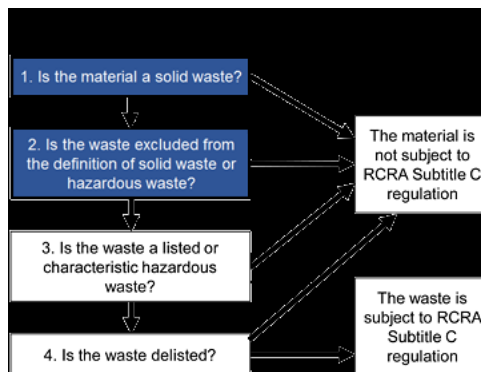 1. Is the material a solid waste?
2. Is the waste excluded from
the definition of solid waste or
hazardous waste?
The material is
not subject to
RCRA Subtitle C
regulation
3. Is the waste a listed or
characteristic hazardous
waste?
The waste is
subject to RCRA
Subtitle C
regulation
4. Is the waste delisted?